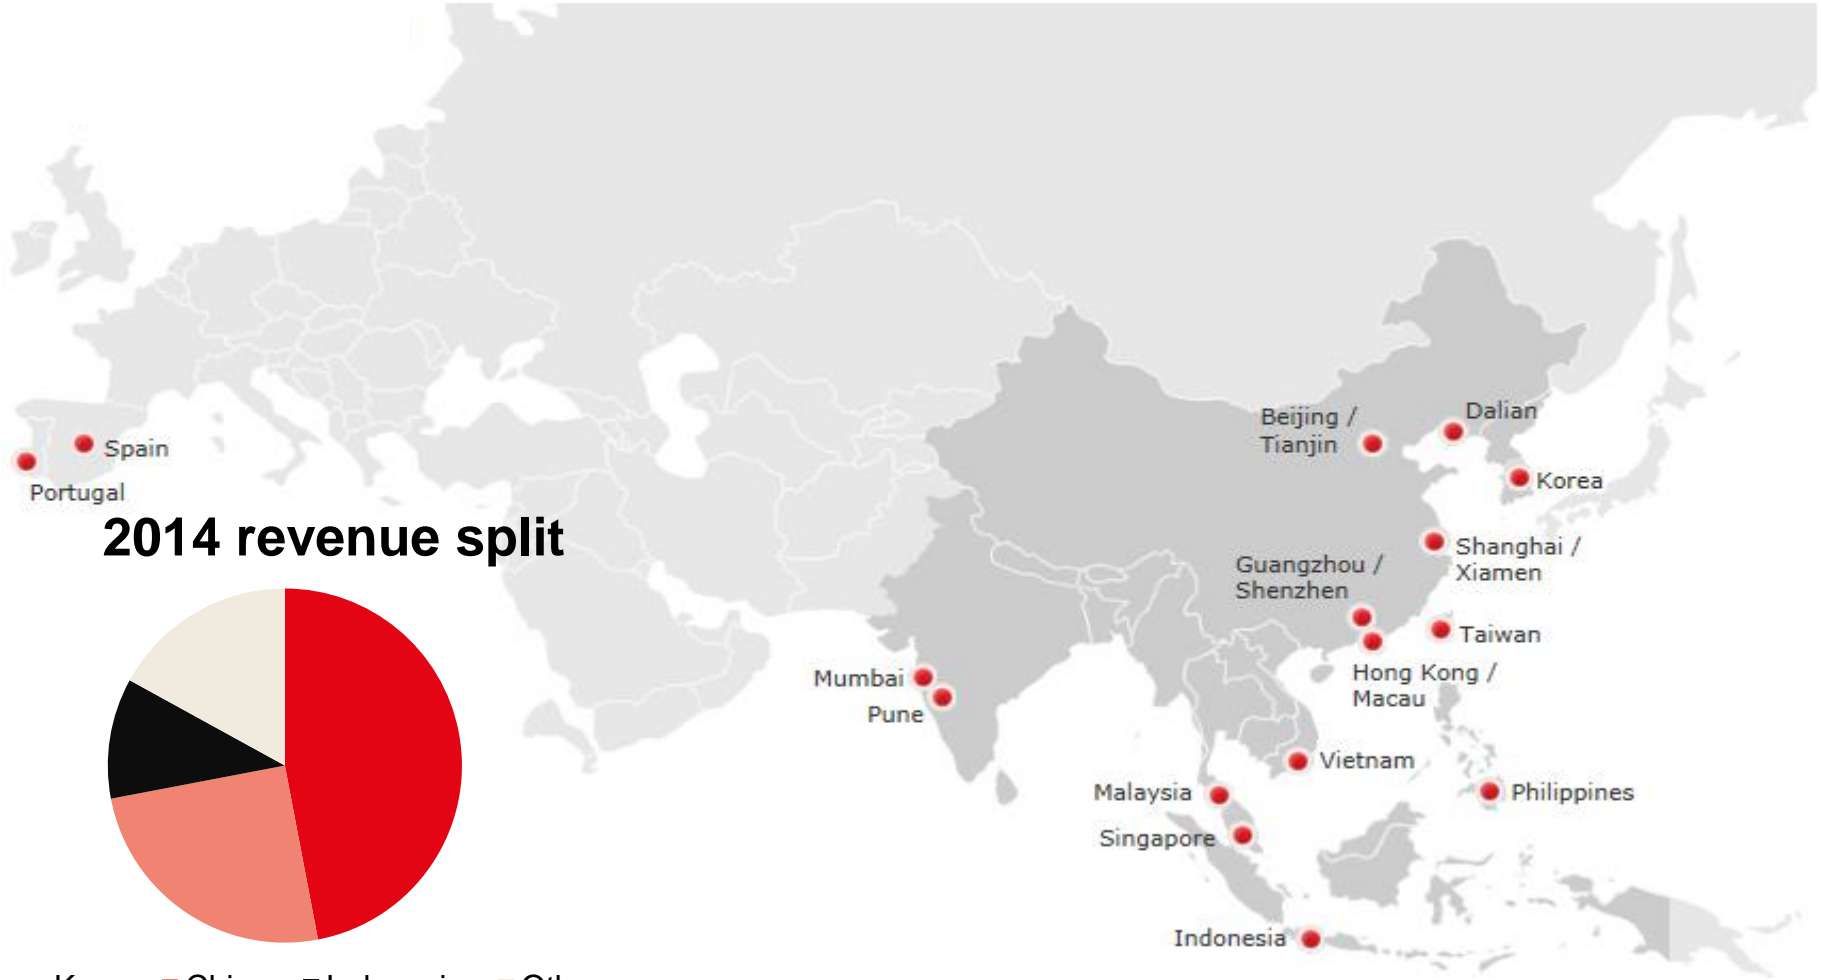 Beijing /
Tianjin
Dalian
Spain
Korea
Portugal
2014 revenue split
Shanghai /
Xiamen
Guangzhou /
Shenzhen
Taiwan
Hong Kong /
Macau
Mumbai
Pune
Vietnam
Malaysia
Philippines
Singapore
Indonesia